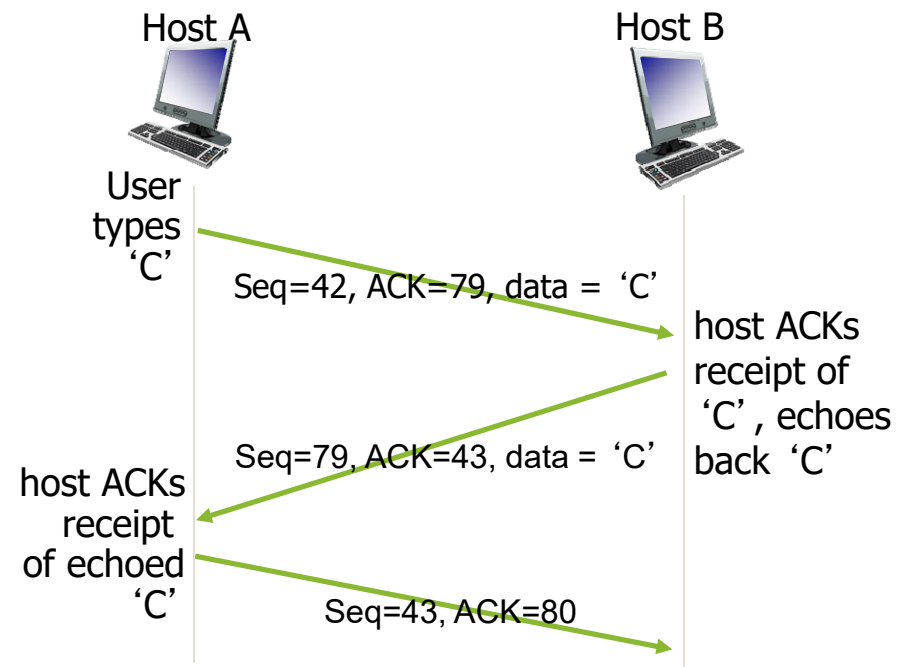 Host A
Host B
User
types
‘C’
Seq=42, ACK=79, data = ‘C’
host ACKs
receipt of
‘C’, echoes
back ‘C’
Seq=79, ACK=43, data = ‘C’
host ACKs
receipt
of echoed
‘C’
Seq=43, ACK=80